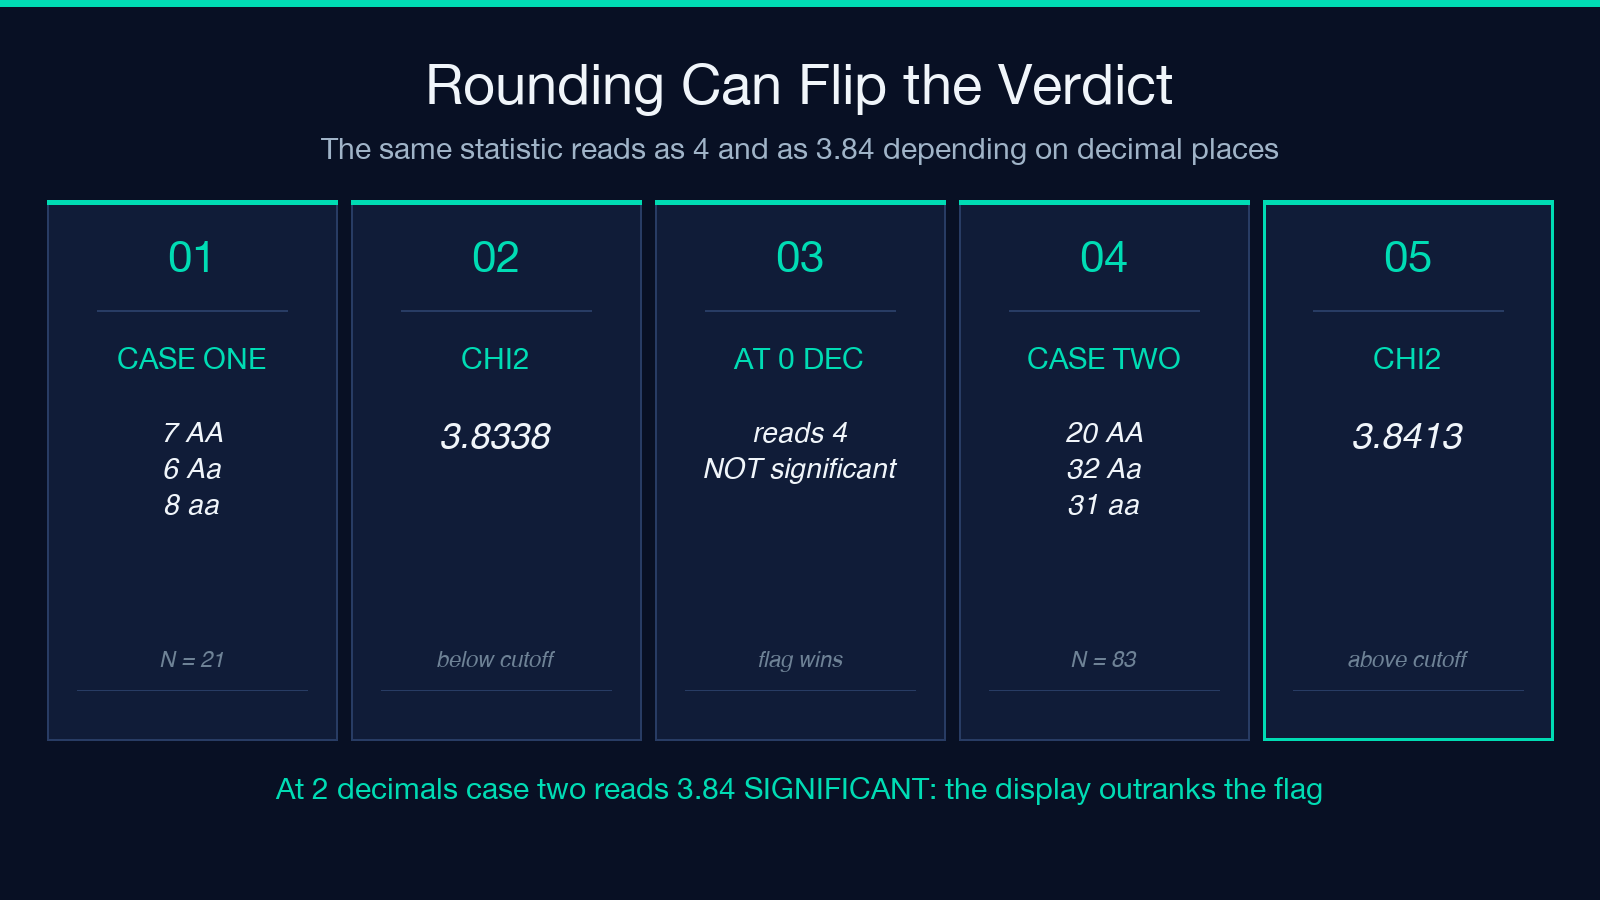 Rounding Can Flip the Verdict
The same statistic reads as 4 and as 3.84 depending on decimal places
01
CASE ONE
7 AA
6 Aa
8 aa
N = 21
02
CHI2
3.8338
below cutoff
03
AT 0 DEC
reads 4
NOT significant
flag wins
04
CASE TWO
20 AA
32 Aa
31 aa
N = 83
05
CHI2
3.8413
above cutoff
At 2 decimals case two reads 3.84 SIGNIFICANT: the display outranks the flag